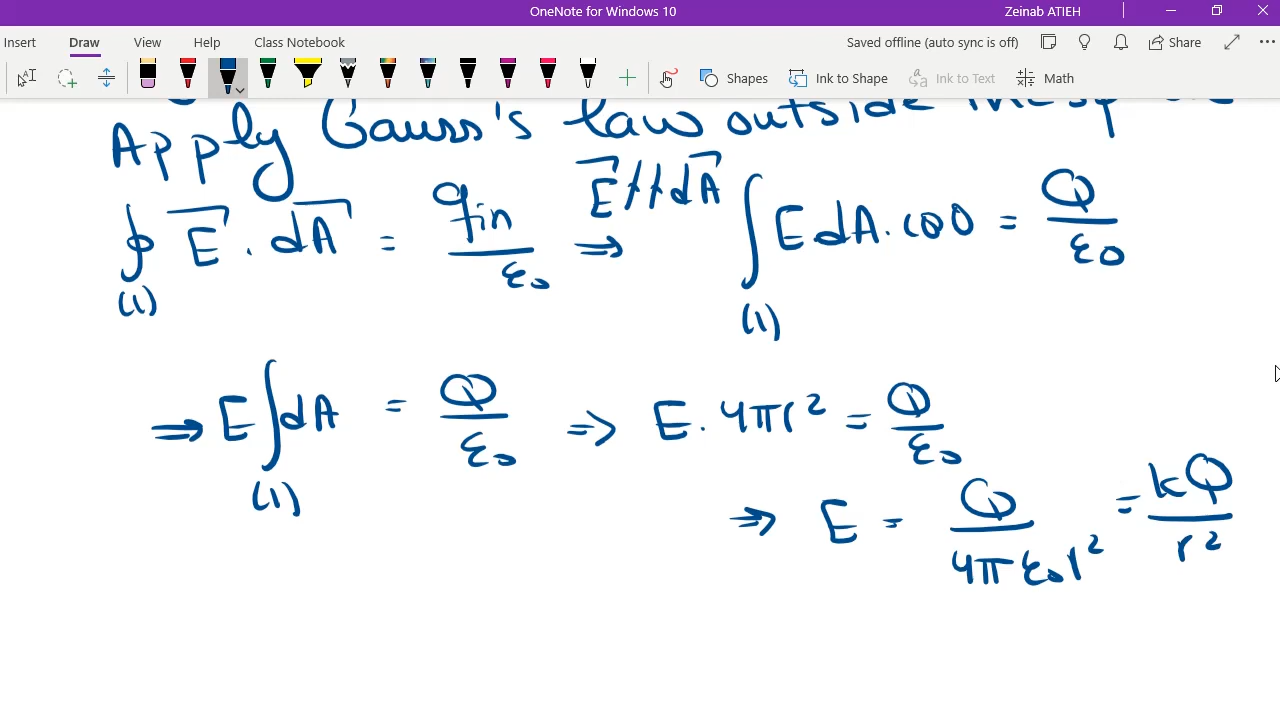 OneNote for Windows 10
Zeinab ATIEH
Insert Draw View Help Class Notebook Saved offline (auto sync is off) Share
Shapes Ink to Shape Ink to Text Math
Apply Gauss's law outside the
∮(1) E⃗ . dA⃗ = qin/ε0 ⇒ E⃗ // dA⃗ ∫(1) E dA . cos0 = Q/ε0
⇒ E ∫(1) dA = Q/ε0 ⇒ E . 4πr² = Q/ε0
⇒ E = Q/4πε0r² = kQ/r²